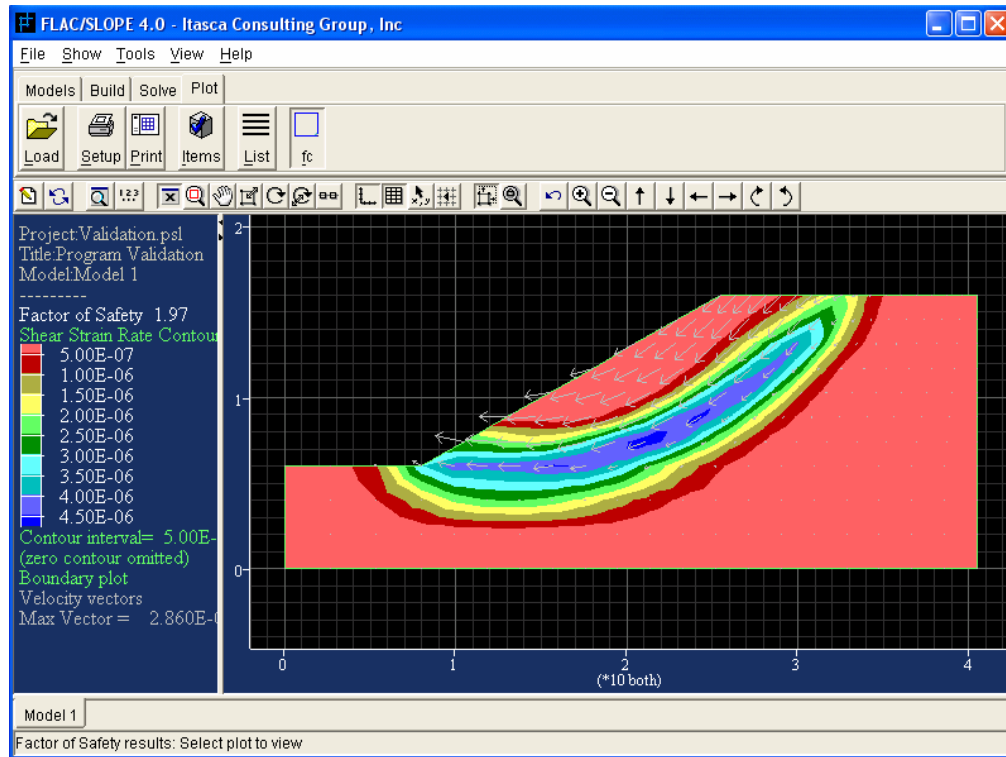 FLAC/SLOPE 4.0 - Itasca Consulting Group, Inc
File Show Tools View Help
Models Build Solve Plot
Load Setup Print Items List fc
1 2 3
x,y
Project:Validation.psl
Title:Program Validation
Model:Model 1
---------
Factor of Safety 1.97
Shear Strain Rate Contou
5.00E-07
1.00E-06
1.50E-06
2.00E-06
2.50E-06
3.00E-06
3.50E-06
4.00E-06
4.50E-06
Contour interval= 5.00E-
(zero contour omitted)
Boundary plot
Velocity vectors
Max Vector = 2.860E-
2
1
0
0 1 2 3 4
(*10 both)
Model 1
Factor of Safety results: Select plot to view